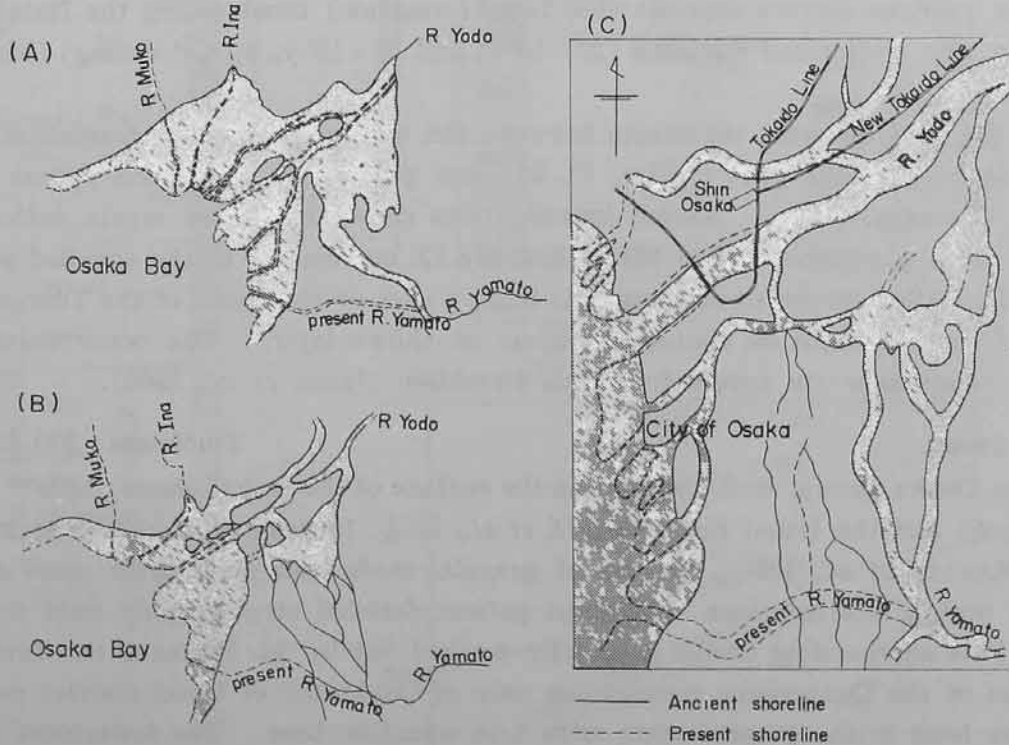 (A)
R Muko
R. Ina
R Yodo
Osaka Bay
R Yamato
present R. Yamato
(B)
R Muko
R Ina
R Yodo
Osaka Bay
present R. Yamato
R Yamato
(C)
Tokaido Line
New Tokaido Line
R. Yodo
Shin
Osaka
City of Osaka
present R. Yamato
R Yamato
Ancient shoreline
Present shoreline